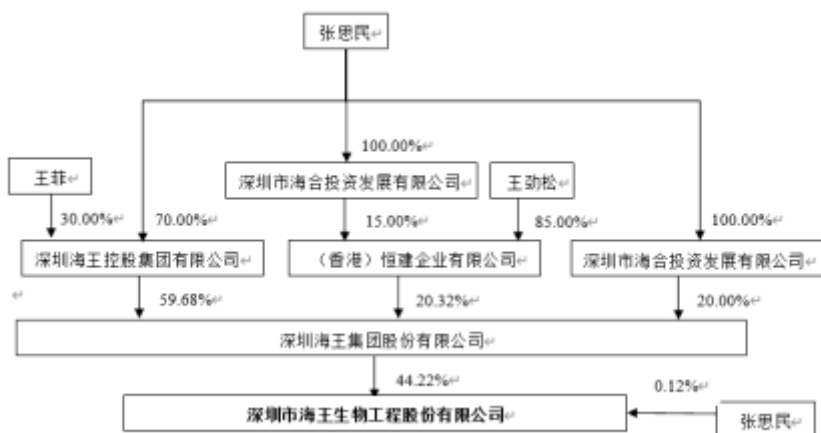 张思民↵
100.00%↵
王菲↵
深圳市海合投资发展有限公司↵
王劲松↵
30.00%↵
70.00%↵
15.00%↵
85.00%↵
100.00%↵
深圳海王控股集团有限公司↵
（香港）恒建企业有限公司↵
深圳市海合投资发展有限公司↵
↵
59.68%↵
20.32%↵
20.00%↵
深圳海王集团股份有限公司↵
44.22%↵
0.12%↵
深圳市海王生物工程股份有限公司↵
张思民↵